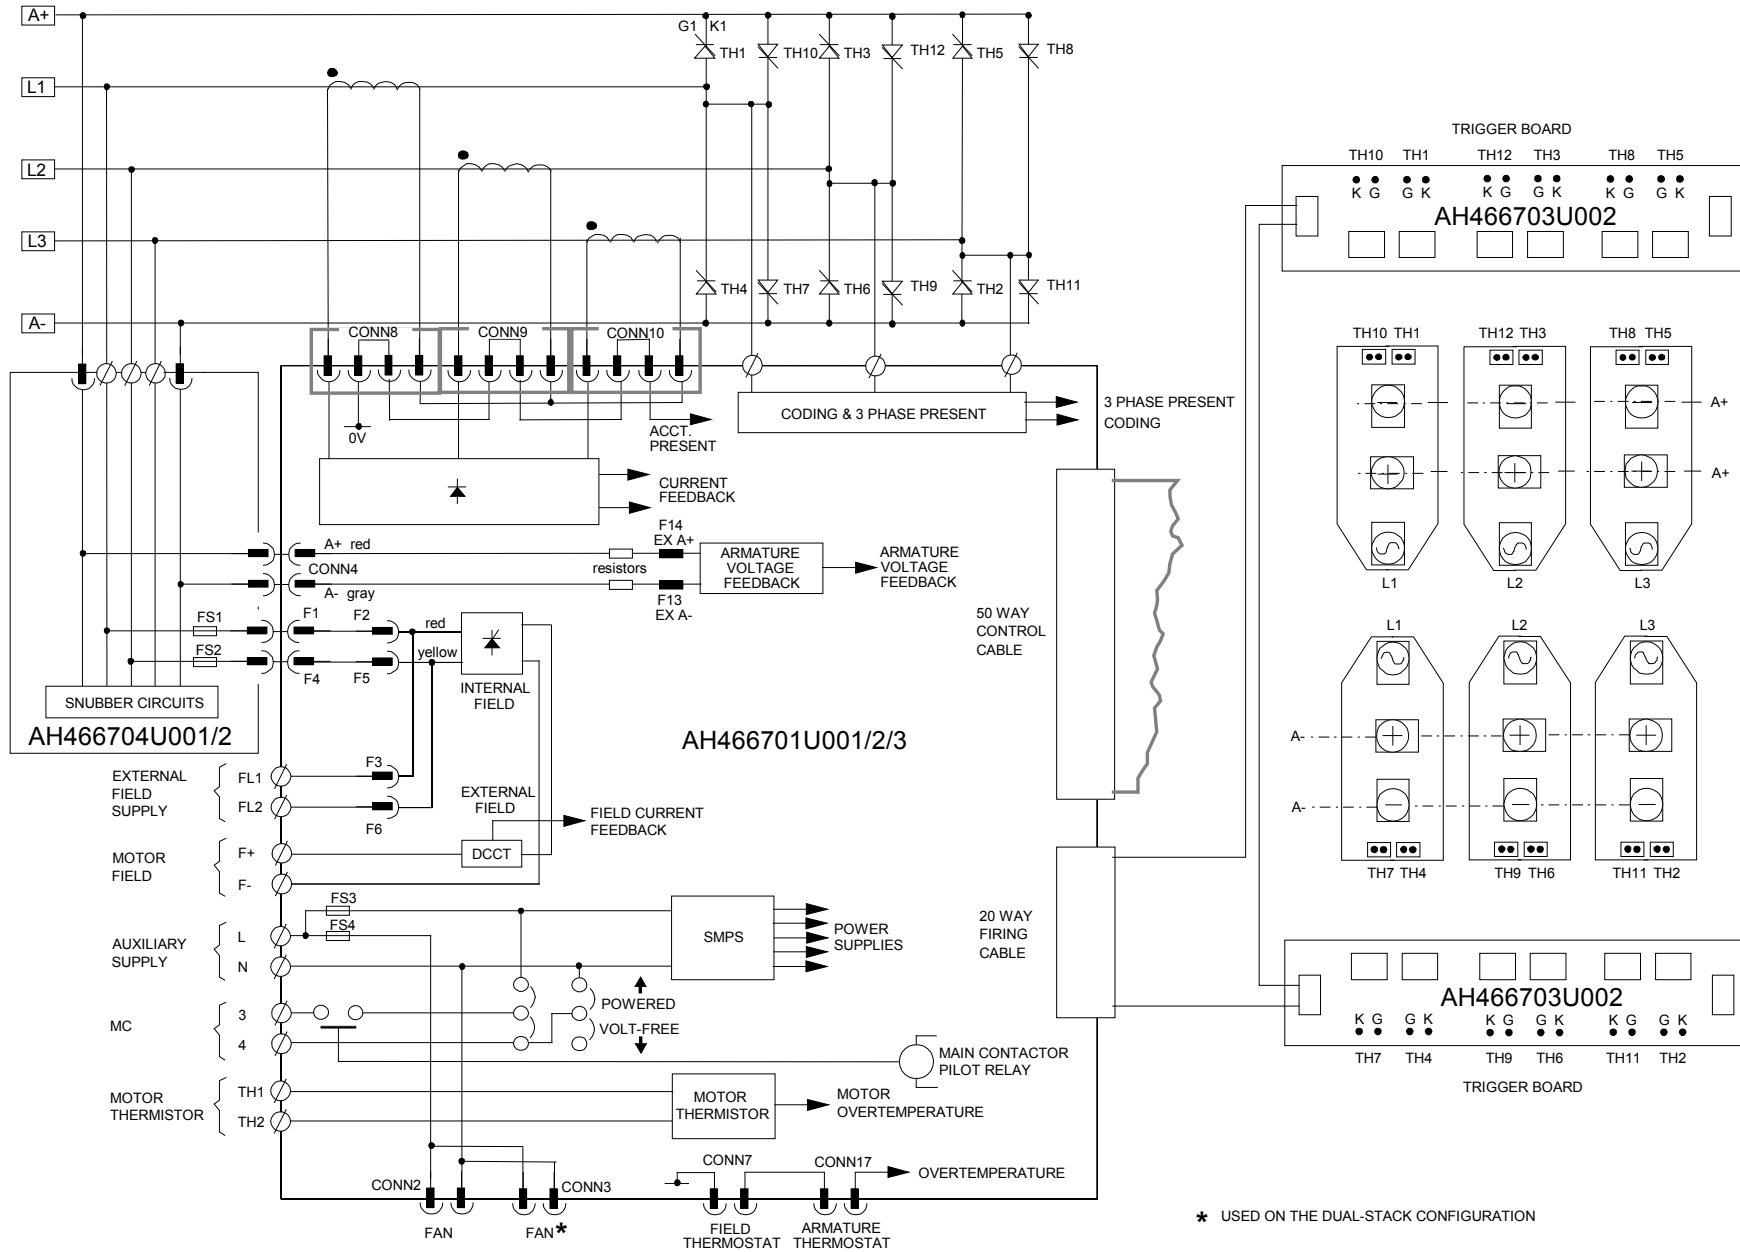 A+
G1 K1
TH1 TH10 TH3 TH12 TH5 TH8
L1
L2
L3
TH4 TH7 TH6 TH9 TH2 TH11
A-
CONN8 CONN9 CONN10
0V
ACCT.
PRESENT
CODING & 3 PHASE PRESENT
3 PHASE PRESENT
CODING
CURRENT
FEEDBACK
A+ red
CONN4
A- gray
resistors
F14
EX A+
F13
EX A-
ARMATURE
VOLTAGE
FEEDBACK
ARMATURE
VOLTAGE
FEEDBACK
FS1 F1 F2 red
FS2 F4 F5 yellow
INTERNAL
FIELD
SNUBBER CIRCUITS
AH466704U001/2
AH466701U001/2/3
50 WAY
CONTROL
CABLE
EXTERNAL
FIELD
SUPPLY
FL1
FL2
F3
F6
EXTERNAL
FIELD
DCCT
FIELD CURRENT
FEEDBACK
MOTOR
FIELD
F+
F-
AUXILIARY
SUPPLY
L
N
FS3
FS4
SMPS
POWER
SUPPLIES
20 WAY
FIRING
CABLE
MC
3
4
POWERED
VOLT-FREE
MAIN CONTACTOR
PILOT RELAY
MOTOR
THERMISTOR
TH1
TH2
MOTOR
THERMISTOR
MOTOR
OVERTEMPERATURE
CONN2 CONN3 CONN7 CONN17
OVERTEMPERATURE
FAN FAN*
FIELD
THERMOSTAT
ARMATURE
THERMOSTAT
TRIGGER BOARD
TH10 TH1 TH12 TH3 TH8 TH5
K G G K K G G K K G G K
AH466703U002
TH10 TH1 TH12 TH3 TH8 TH5
A+
A+
L1 L2 L3
L1 L2 L3
A-
A-
TH7 TH4 TH9 TH6 TH11 TH2
AH466703U002
K G G K K G G K K G G K
TH7 TH4 TH9 TH6 TH11 TH2
TRIGGER BOARD
* USED ON THE DUAL-STACK CONFIGURATION